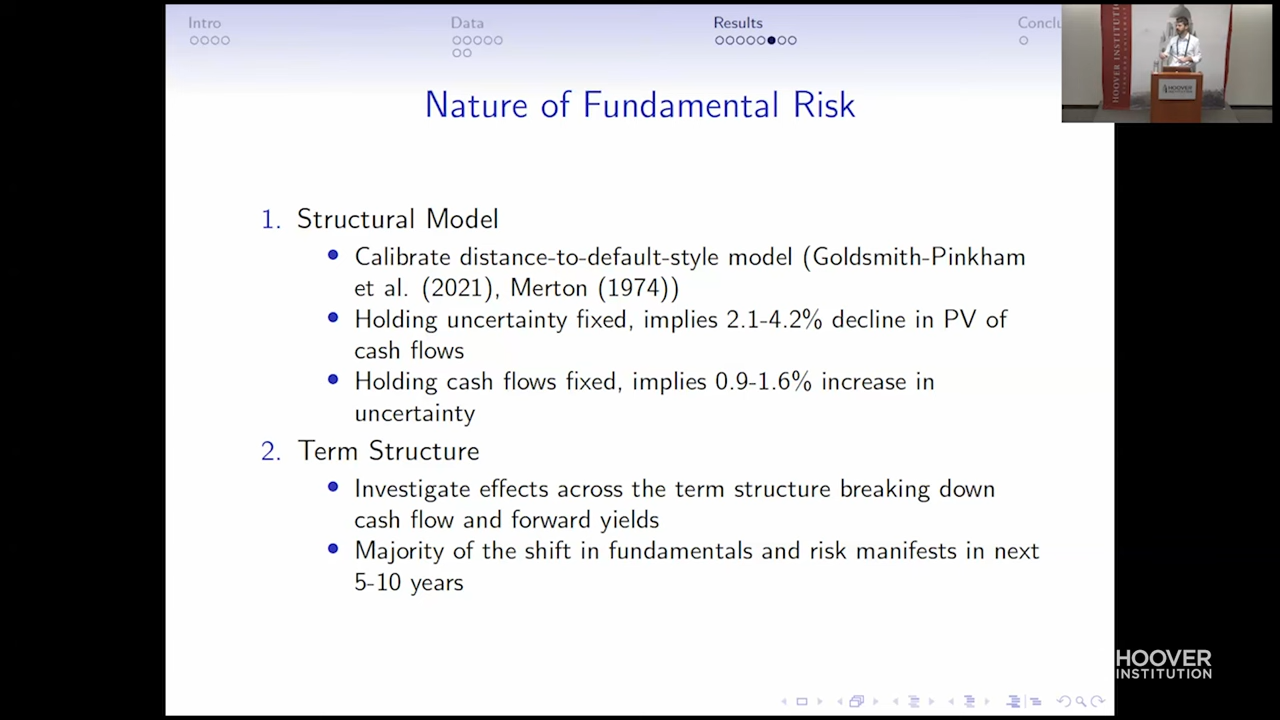 Intro
Data
Results
Conclu
Nature of Fundamental Risk
1. Structural Model
• Calibrate distance-to-default-style model (Goldsmith-Pinkham
et al. (2021), Merton (1974))
• Holding uncertainty fixed, implies 2.1-4.2% decline in PV of
cash flows
• Holding cash flows fixed, implies 0.9-1.6% increase in
uncertainty
2. Term Structure
• Investigate effects across the term structure breaking down
cash flow and forward yields
• Majority of the shift in fundamentals and risk manifests in next
5-10 years
HOOVER INSTITUTION
HOOVER
INSTITUTION
HOOVER
INSTITUTION